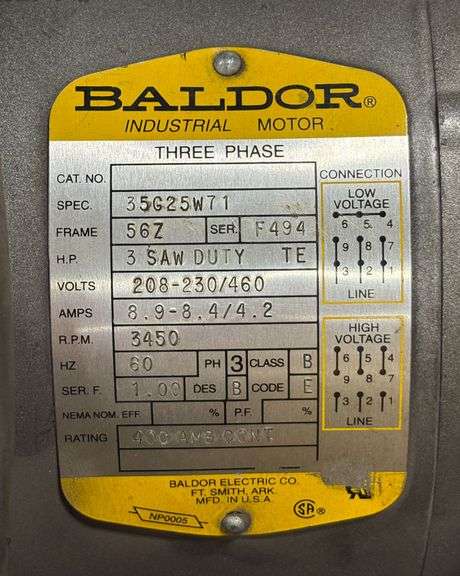 BALDOR®
INDUSTRIAL MOTOR
THREE PHASE
CAT. NO.
SPEC. 35G25W71
FRAME 56Z SER. F494
H.P. 3 SAW DUTY TE
VOLTS 208-230/460
AMPS 8.9-8.4/4.2
R.P.M. 3450
HZ 60 PH 3 CLASS B
SER. F. 1.00 DES B CODE E
NEMA NOM. EFF. % P.F. %
RATING 40C AMB CONT
CONNECTION
LOW
VOLTAGE
6 5 4
9 8 7
3 2 1
LINE
HIGH
VOLTAGE
6 5 4
9 8 7
3 2 1
LINE
BALDOR ELECTRIC CO.
FT. SMITH, ARK.
MFD. IN U.S.A.
NP0005
SA®